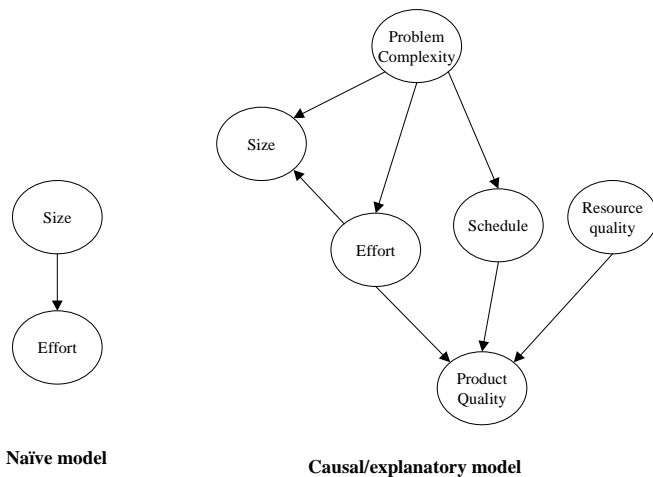 Problem
Complexity
Size
Size
Effort
Schedule
Resource
quality
Effort
Product
Quality
Naïve model
Causal/explanatory model